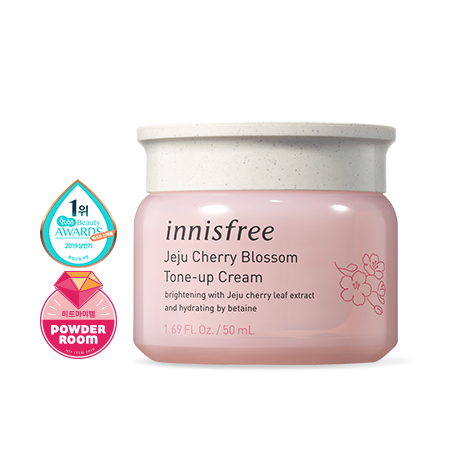 1위
Beauty
AWARDS
2019 상반기
히트아이템
POWDER
ROOM
innisfree
Jeju Cherry Blossom
Tone-up Cream
brightening with Jeju cherry leaf extract
and hydrating by betaine
1.69 Fl. Oz. / 50 mL